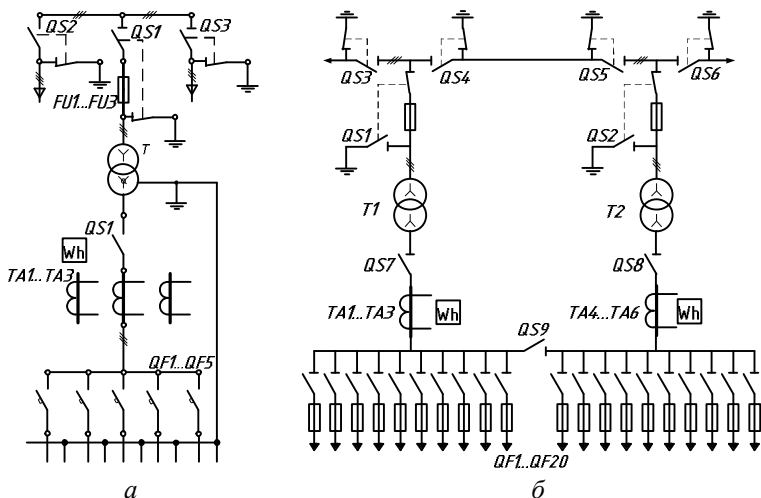 QS2
QS1
QS3
FU1...FU3
T
QS1
Wh
TA1...TA3
QF1...QF5
а
QS3
QS4
QS5
QS6
QS1
QS2
T1
T2
QS7
QS8
TA1...TA3
Wh
TA4...TA6
Wh
QS9
QF1...QF20
б